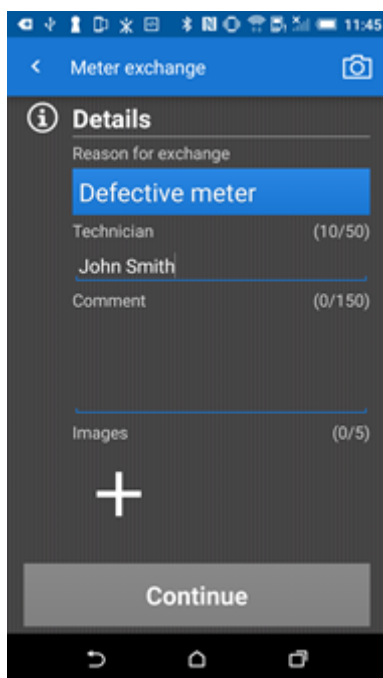 11:45
Meter exchange
Details
Reason for exchange
Defective meter
Technician (10/50)
John Smith
Comment (0/150)
Images (0/5)
Continue